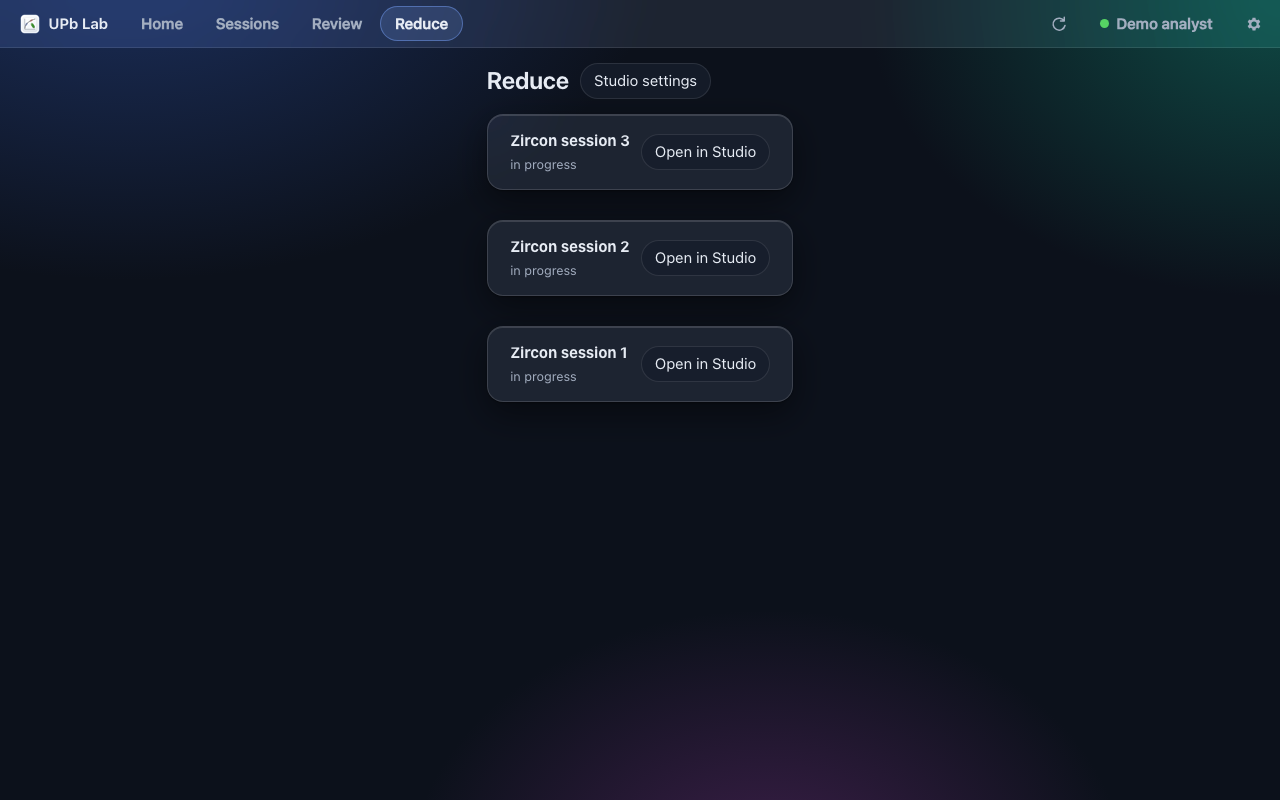 UPb Lab Home Sessions Review Reduce Demo analyst
Reduce Studio settings
Zircon session 3
in progress
Open in Studio
Zircon session 2
in progress
Open in Studio
Zircon session 1
in progress
Open in Studio